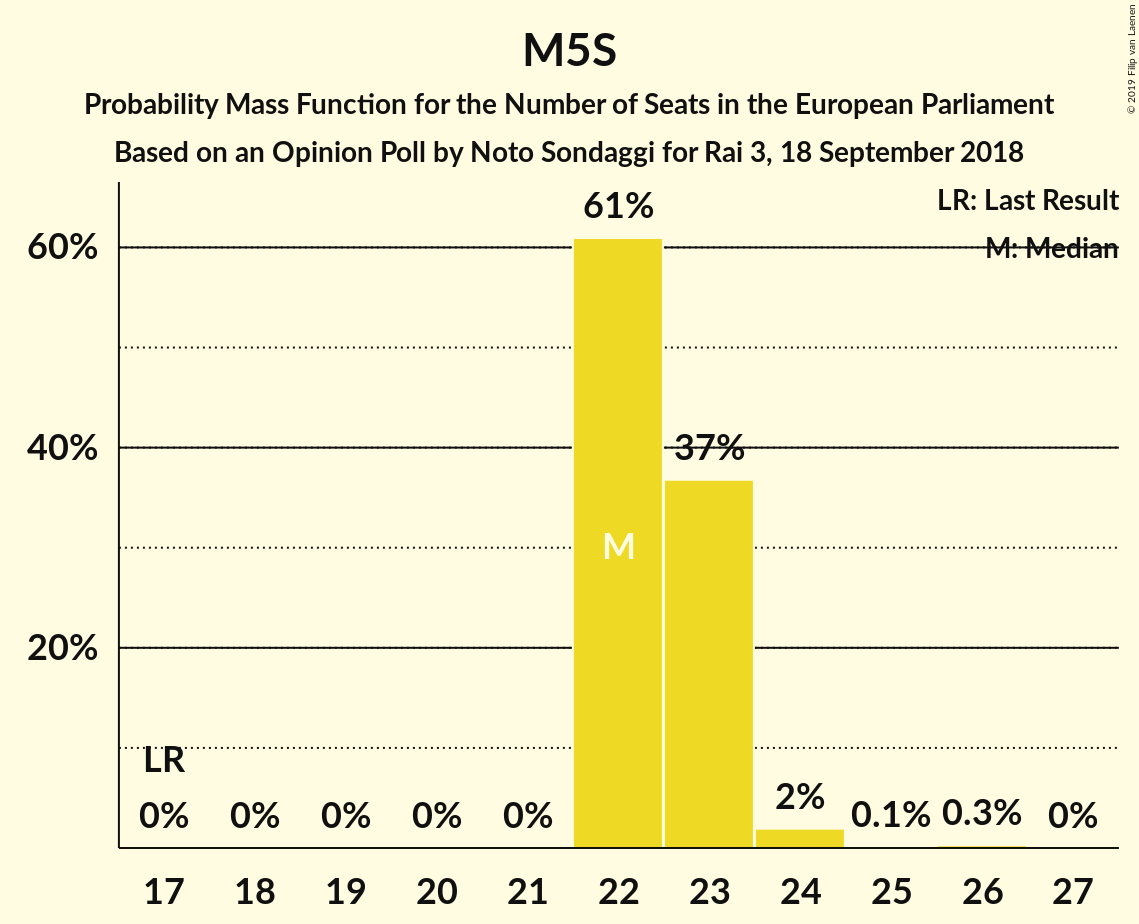 M5S
Probability Mass Function for the Number of Seats in the European Parliament
Based on an Opinion Poll by Noto Sondaggi for Rai 3, 18 September 2018
© 2019 Filip van Laenen
LR: Last Result
M: Median
60%
40%
20%
61%
37%
M
LR
0%
0%
0%
0%
0%
2%
0.1%
0.3%
0%
17 18 19 20 21 22 23 24 25 26 27